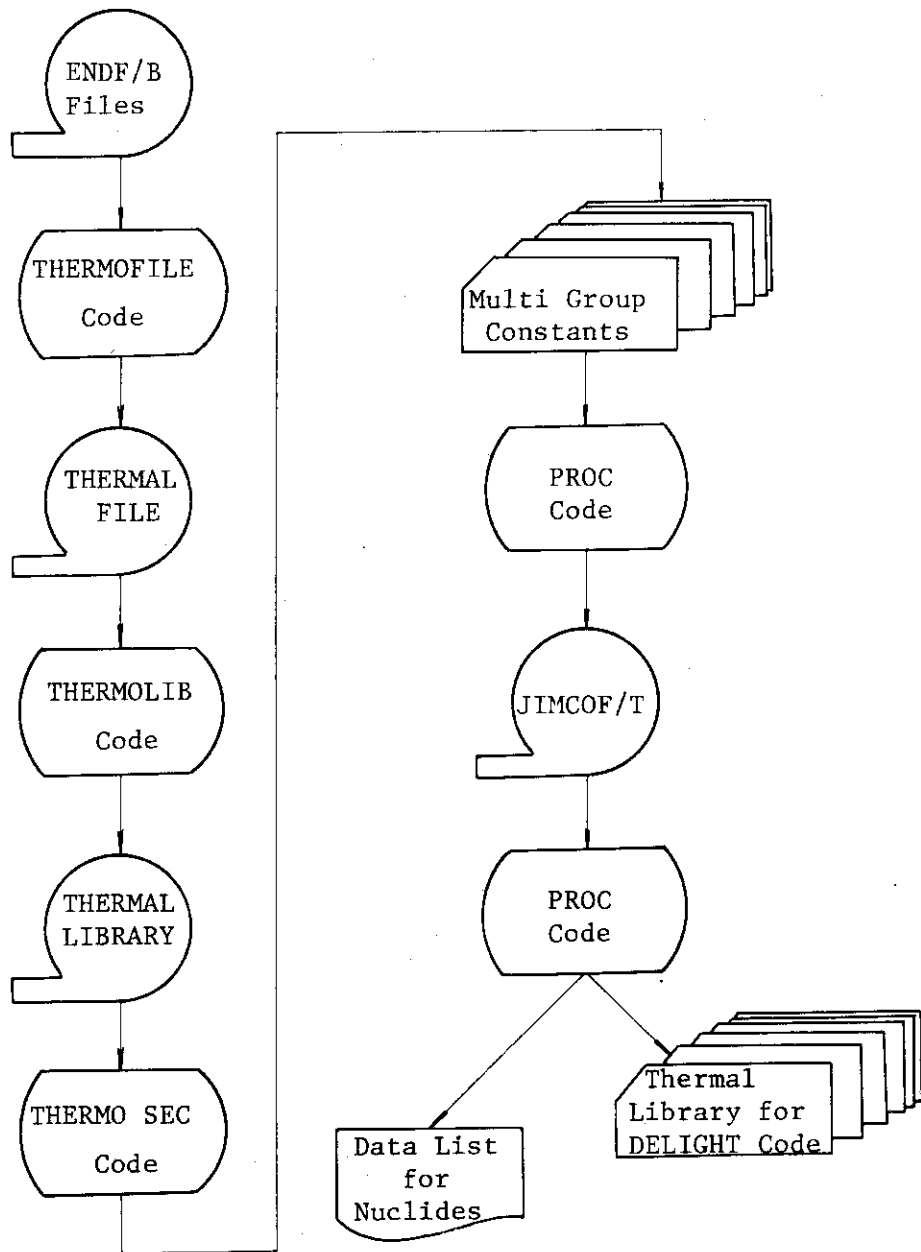 ENDF/B
Files
THERMOFILE
Code
THERMAL
FILE
THERMOLIB
Code
THERMAL
LIBRARY
THERMO SEC
Code
Multi Group
Constants
PROC
Code
JIMCOF/T
PROC
Code
Data List
for
Nuclides
Thermal
Library for
DELIGHT Code